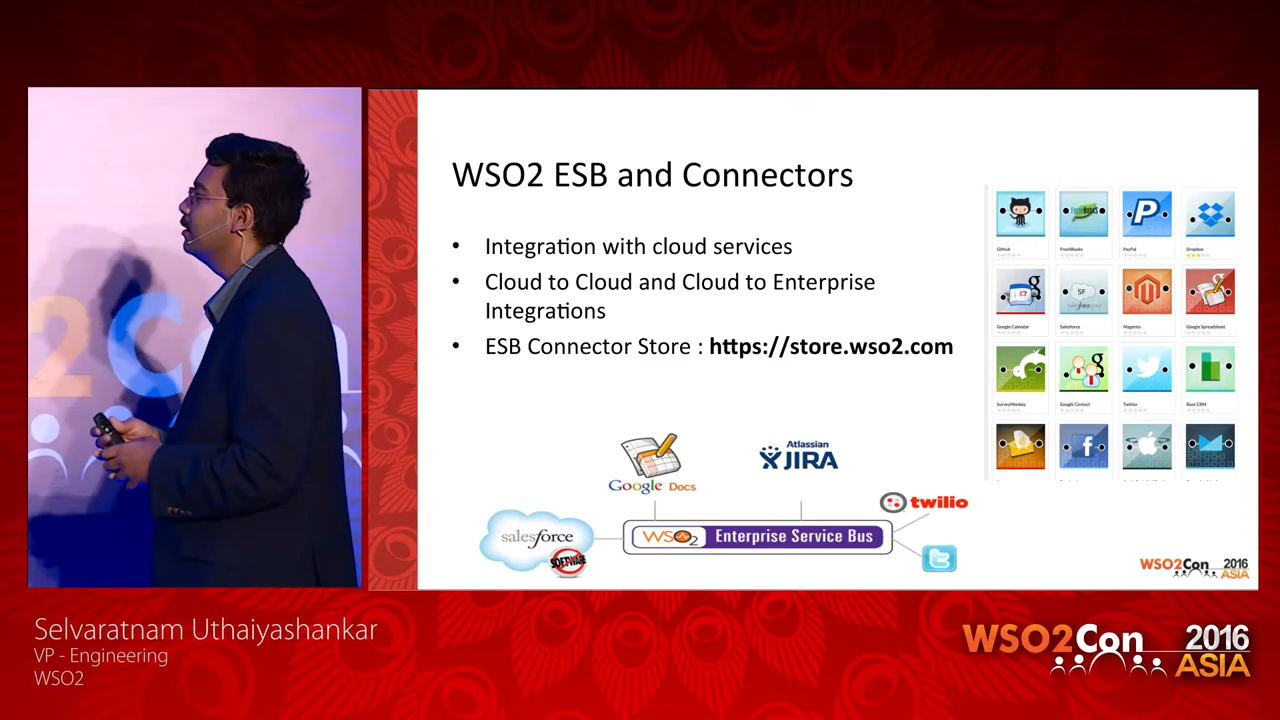 WSO2 ESB and Connectors
• Integration with cloud services
• Cloud to Cloud and Cloud to Enterprise
Integrations
• ESB Connector Store : https://store.wso2.com
GitHub
FreshBooks
PayPal
Dropbox
Google Calendar
SF
Salesforce
Magento
Google Spreadsheet
SurveyMonkey
Google Contact
Twitter
Base CRM
Google Docs
Atlassian
JIRA
twilio
salesforce
SOFTWARE
WSO2 Enterprise Service Bus
WSO2Con 2016
ASIA
2Con
Selvaratnam Uthaiyashankar
VP - Engineering
WSO2
WSO2Con 2016
ASIA